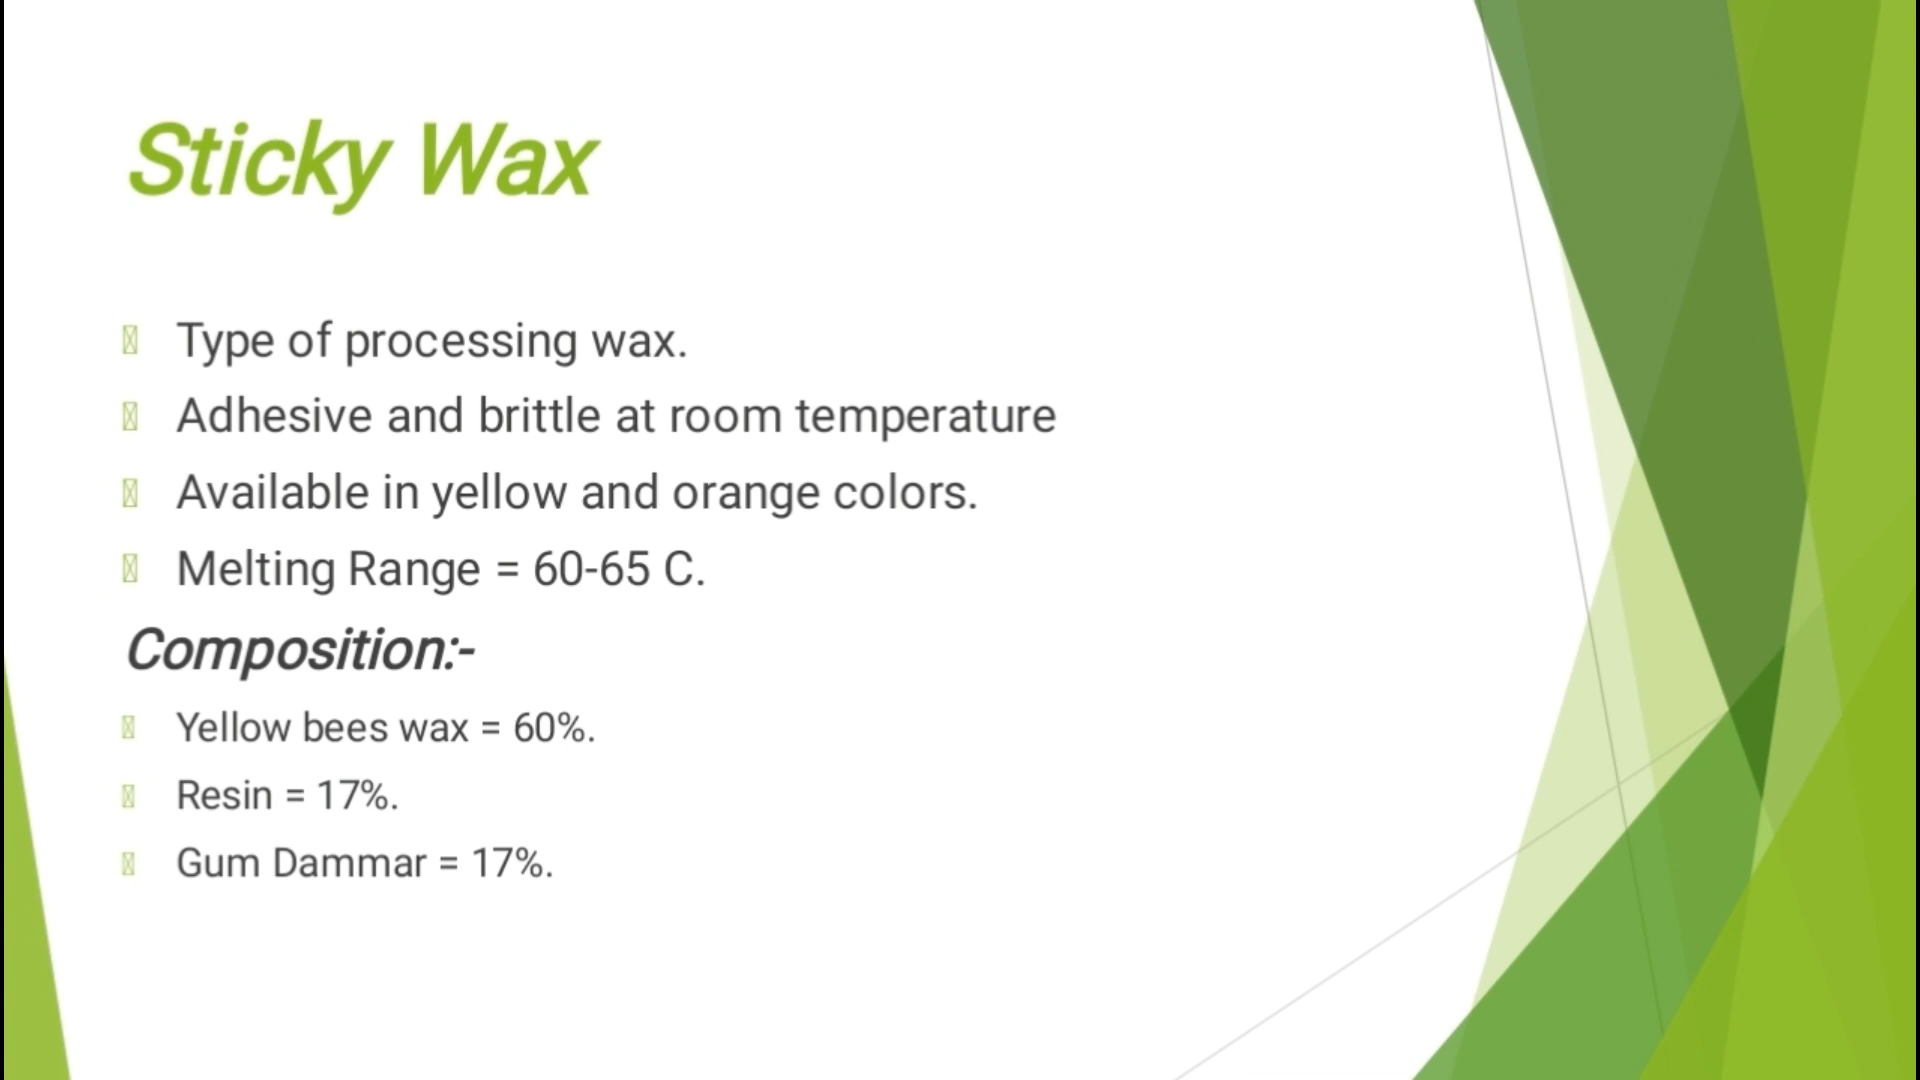 Sticky Wax
Type of processing wax.
Adhesive and brittle at room temperature
Available in yellow and orange colors.
Melting Range = 60-65 C.
Composition:-
Yellow bees wax = 60%.
Resin = 17%.
Gum Dammar = 17%.